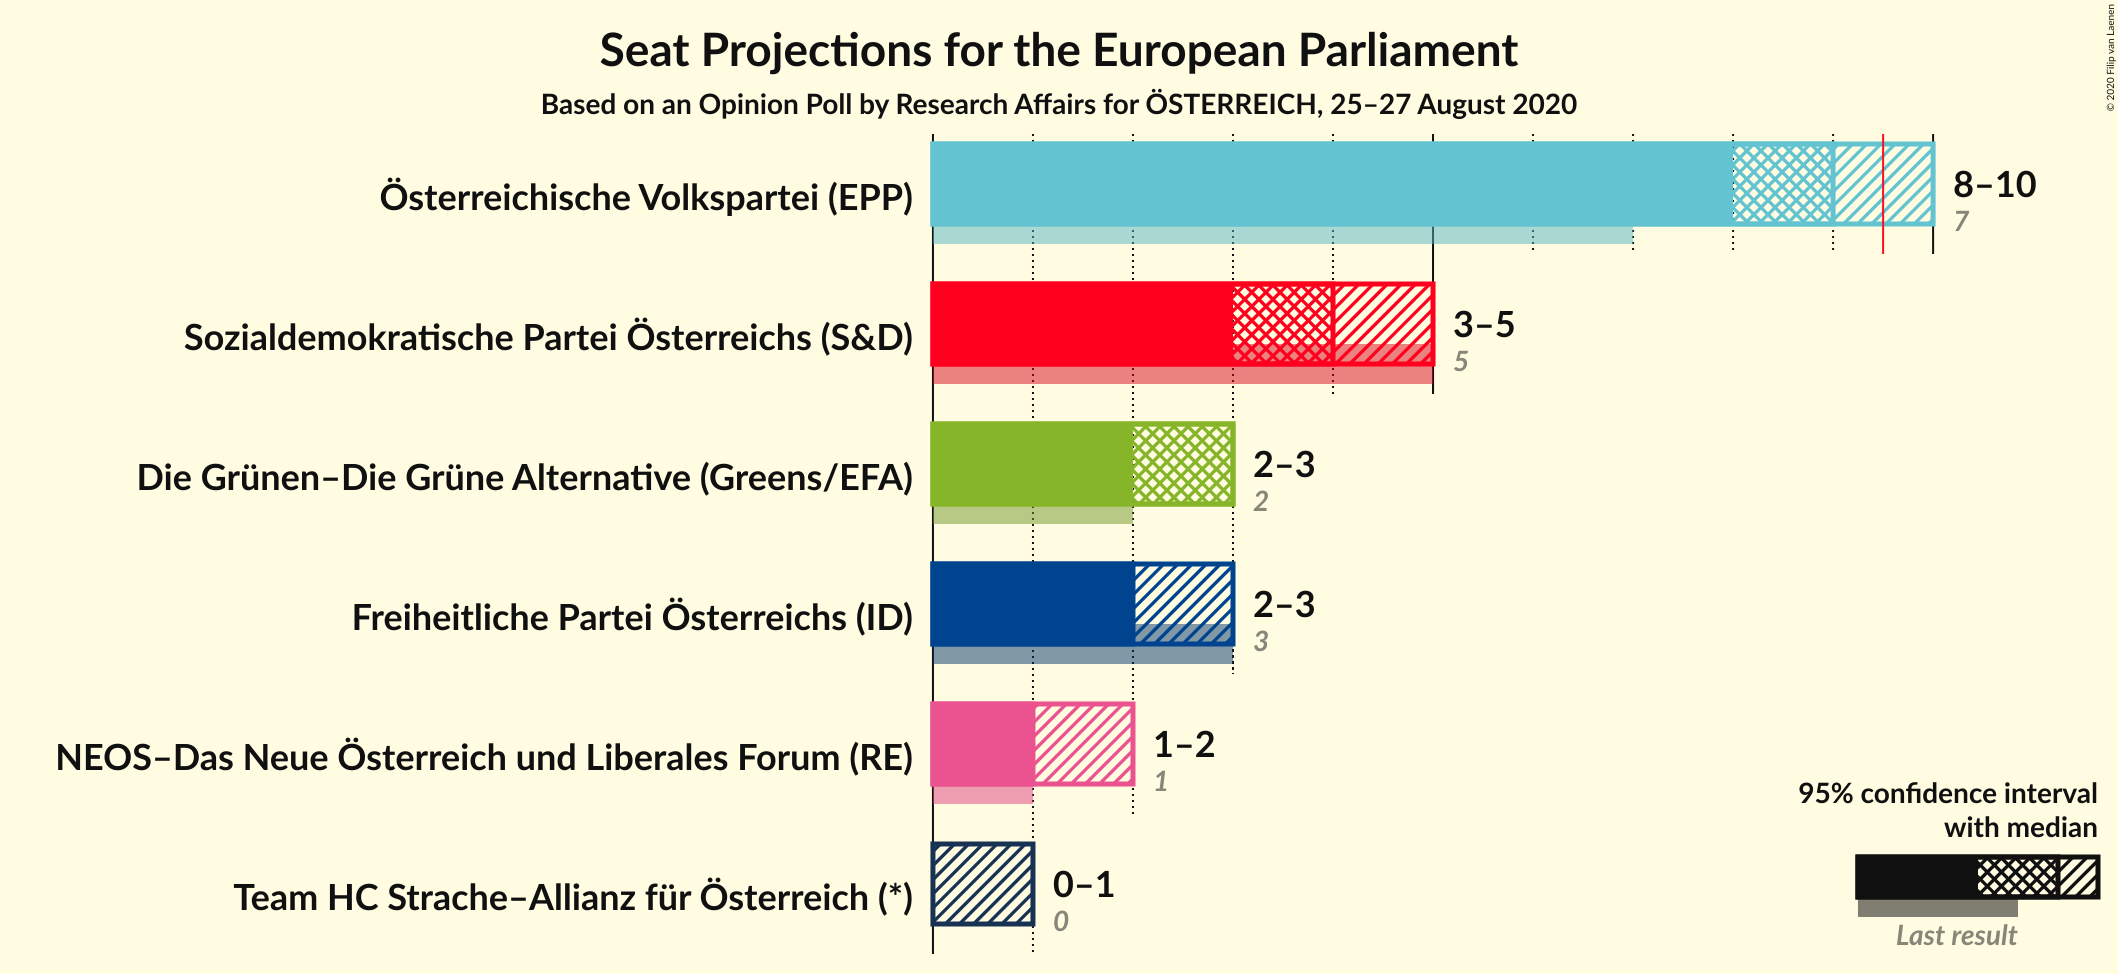 Seat Projections for the European Parliament
Based on an Opinion Poll by Research Affairs for ÖSTERREICH, 25–27 August 2020
© 2020 Filip van Laenen
Österreichische Volkspartei (EPP)
8–10
7
Sozialdemokratische Partei Österreichs (S&D)
3–5
5
Die Grünen–Die Grüne Alternative (Greens/EFA)
2–3
2
Freiheitliche Partei Österreichs (ID)
2–3
3
NEOS–Das Neue Österreich und Liberales Forum (RE)
1–2
1
Team HC Strache–Allianz für Österreich (*)
0–1
0
95% confidence interval
with median
Last result